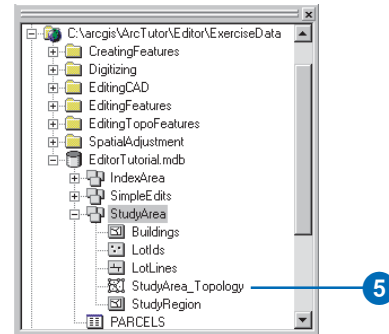 C:\arcgis\ArcTutor\Editor\ExerciseData
CreatingFeatures
Digitizing
EditingCAD
EditingFeatures
EditingTopoFeatures
SpatialAdjustment
EditorTutorial.mdb
IndexArea
SimpleEdits
StudyArea
Buildings
LotIds
LotLines
StudyArea_Topology 5
StudyRegion
PARCELS